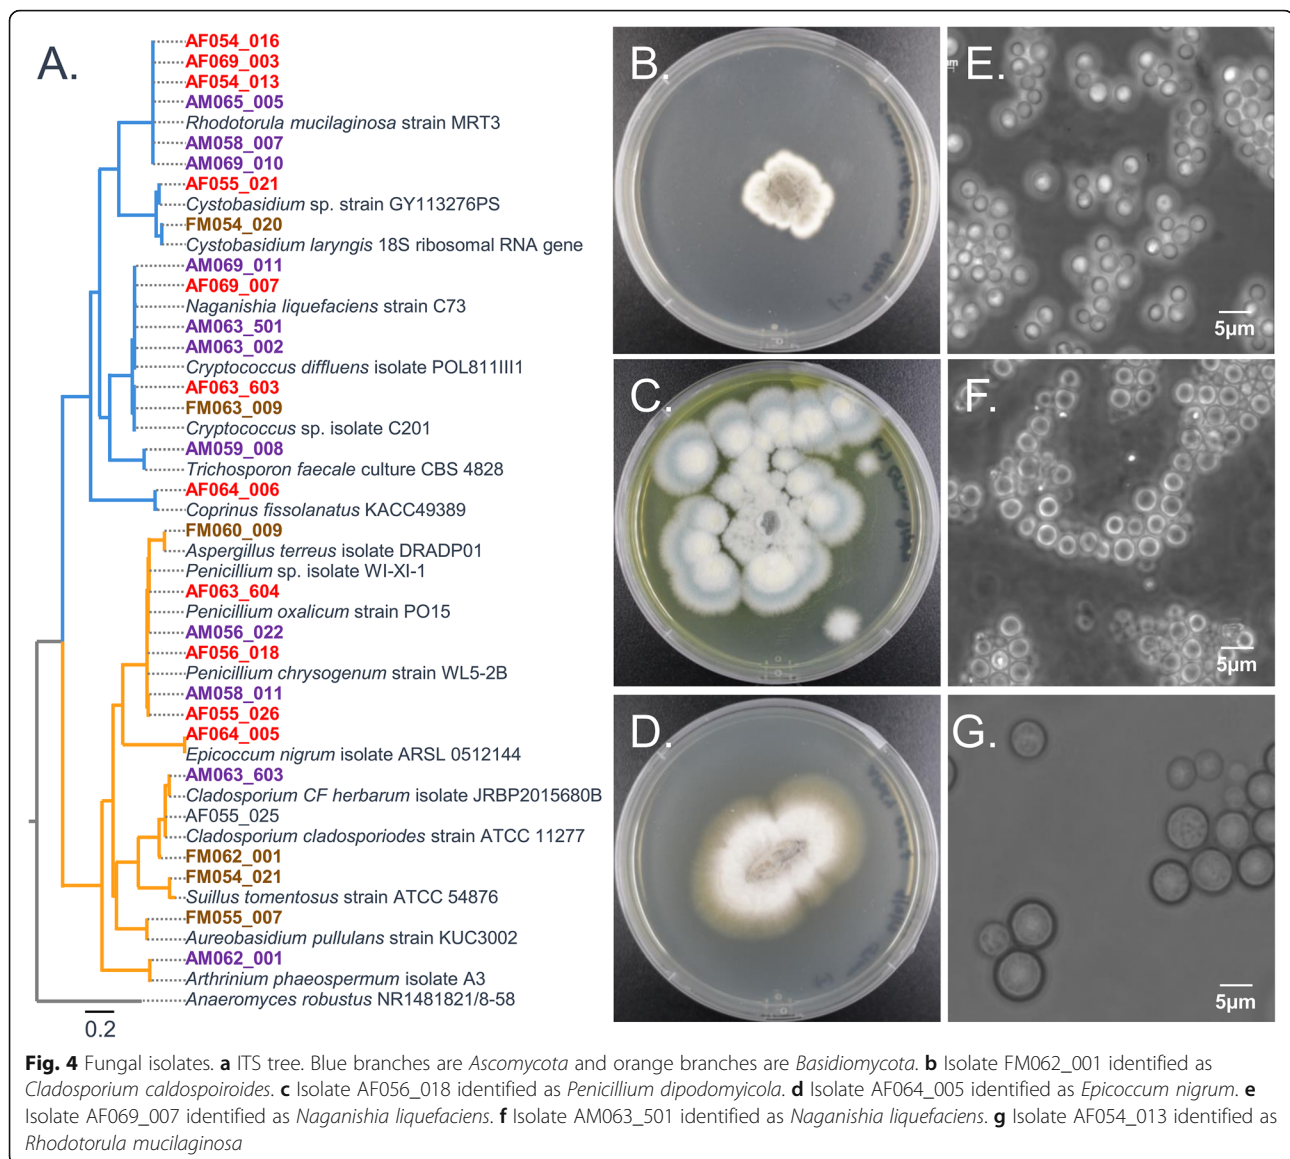 A.
AF054_016
AF069_003
AF054_013
AM065_005
Rhodotorula mucilaginosa strain MRT3
AM058_007
AM069_010
AF055_021
Cystobasidium sp. strain GY113276PS
FM054_020
Cystobasidium laryngis 18S ribosomal RNA gene
AM069_011
AF069_007
Naganishia liquefaciens strain C73
AM063_501
AM063_002
Cryptococcus diffluens isolate POL811III1
AF063_603
FM063_009
Cryptococcus sp. isolate C201
AM059_008
Trichosporon faecale culture CBS 4828
AF064_006
Coprinus fissolanatus KACC49389
FM060_009
Aspergillus terreus isolate DRADP01
Penicillium sp. isolate WI-XI-1
AF063_604
Penicillium oxalicum strain PO15
AM056_022
AF056_018
Penicillium chrysogenum strain WL5-2B
AM058_011
AF055_026
AF064_005
Epicoccum nigrum isolate ARSL 0512144
AM063_603
Cladosporium CF herbarum isolate JRBP2015680B
AF055_025
Cladosporium cladosporiodes strain ATCC 11277
FM062_001
FM054_021
Suillus tomentosus strain ATCC 54876
FM055_007
Aureobasidium pullulans strain KUC3002
AM062_001
Arthrinium phaeospermum isolate A3
Anaeromyces robustus NR1481821/8-58
0.2
B.
C.
D.
E.
5µm
F.
5µm
G.
5µm
Fig. 4 Fungal isolates. a ITS tree. Blue branches are Ascomycota and orange branches are Basidiomycota. b Isolate FM062_001 identified as
Cladosporium caldospoiroides. c Isolate AF056_018 identified as Penicillium dipodomyicola. d Isolate AF064_005 identified as Epicoccum nigrum. e
Isolate AF069_007 identified as Naganishia liquefaciens. f Isolate AM063_501 identified as Naganishia liquefaciens. g Isolate AF054_013 identified as
Rhodotorula mucilaginosa